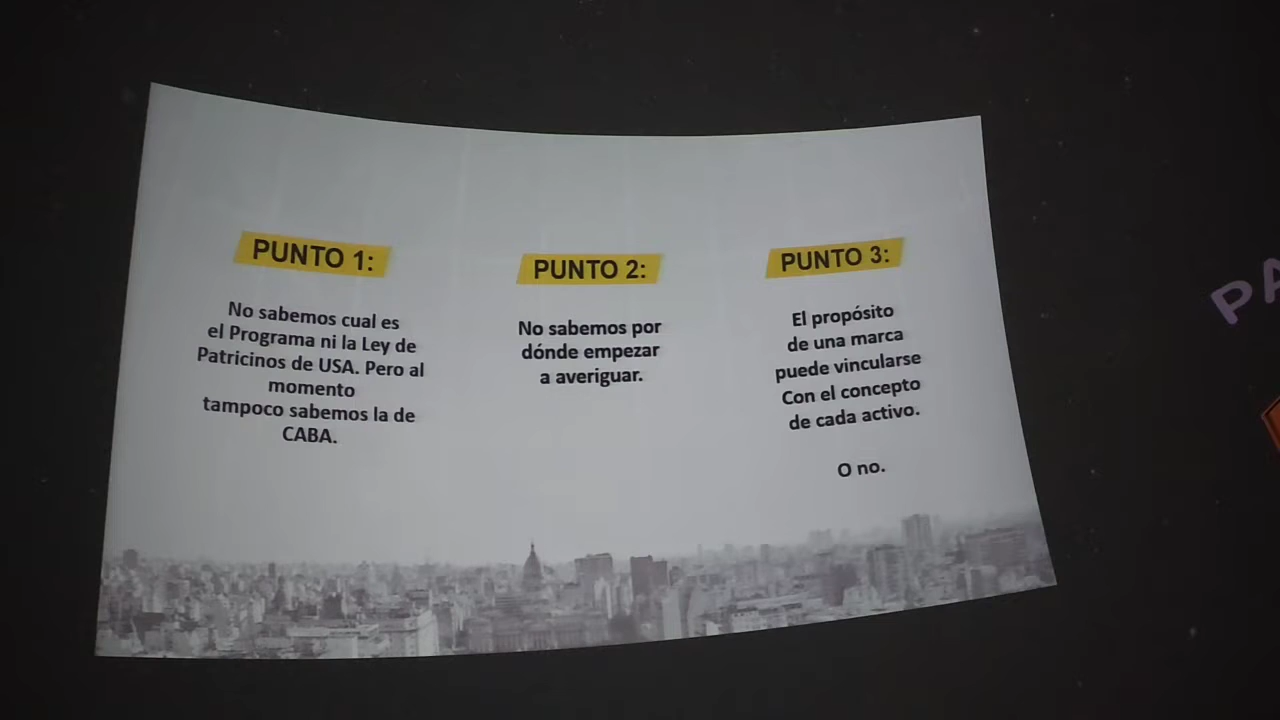 PUNTO 1:
No sabemos cual es
el Programa ni la Ley de
Patricinos de USA. Pero al
momento
tampoco sabemos la de
CABA.
PUNTO 2:
No sabemos por
dónde empezar
a averiguar.
PUNTO 3:
El propósito
de una marca
puede vincularse
Con el concepto
de cada activo.
O no.